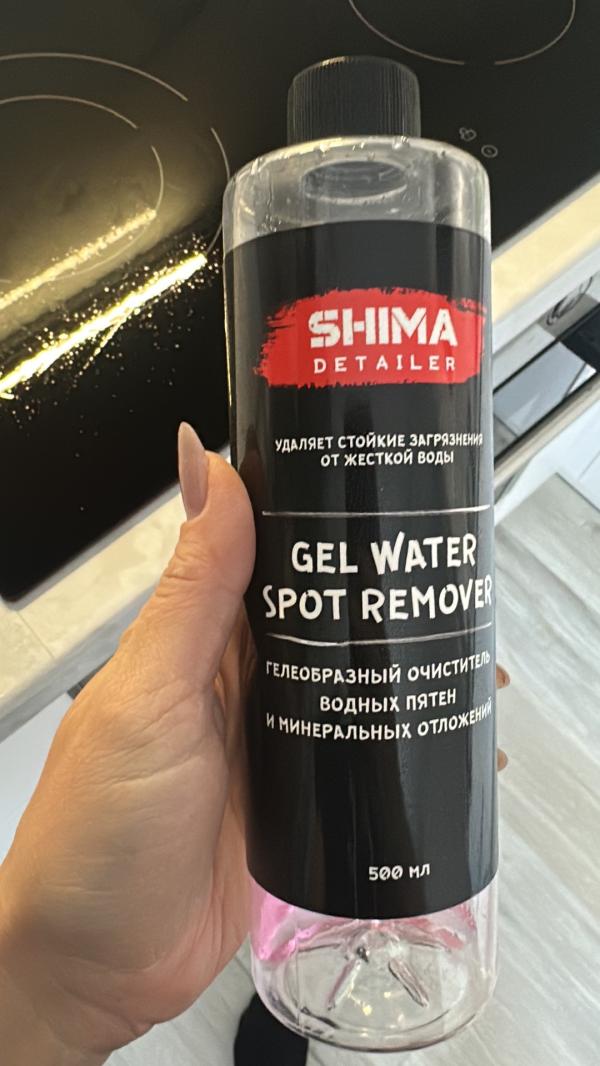 SHIMA
DETAILER
УДАЛЯЕТ СТОЙКИЕ ЗАГРЯЗНЕНИЯ
ОТ ЖЕСТКОЙ ВОДЫ
GEL WATER
SPOT REMOVER
ГЕЛЕОБРАЗНЫЙ ОЧИСТИТЕЛЬ
ВОДНЫХ ПЯТЕН
И МИНЕРАЛЬНЫХ ОТЛОЖЕНИЙ
500 МЛ